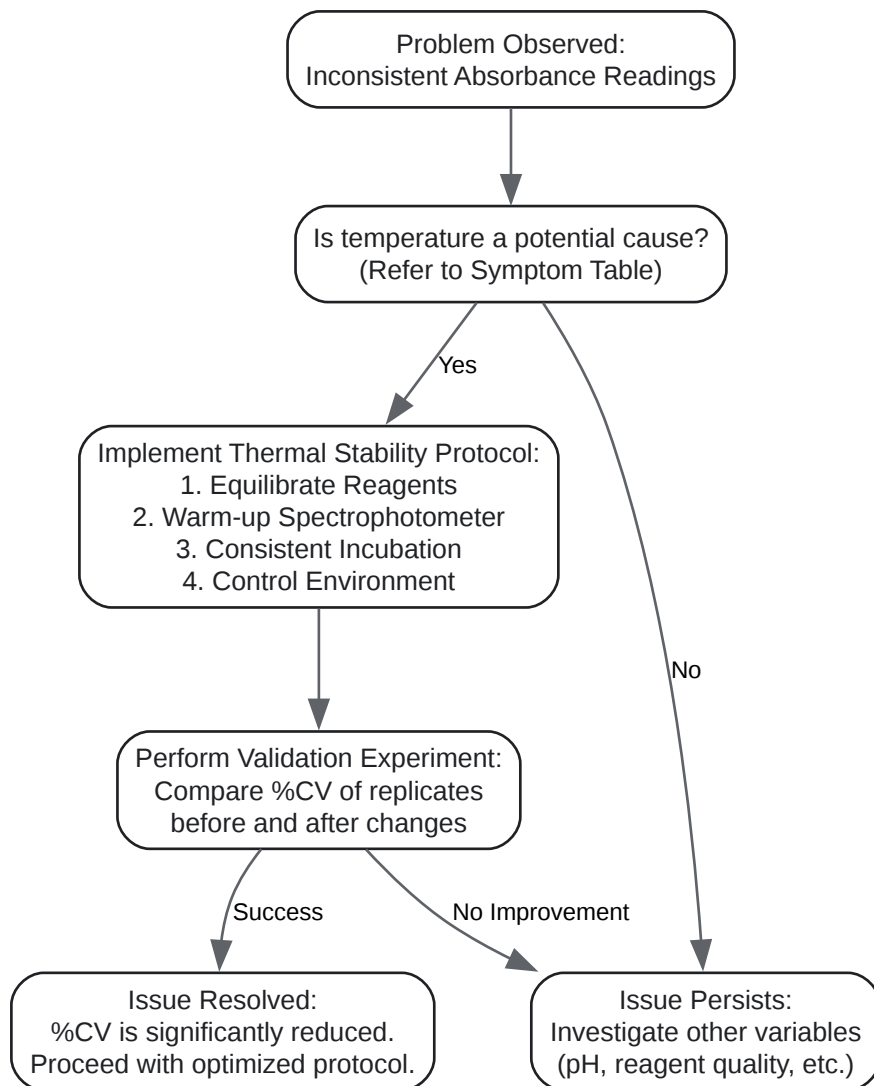 Problem Observed:
Inconsistent Absorbance Readings
Is temperature a potential cause?
(Refer to Symptom Table)
Yes
Implement Thermal Stability Protocol:
1. Equilibrate Reagents
2. Warm-up Spectrophotometer
3. Consistent Incubation
4. Control Environment
No
Perform Validation Experiment:
Compare %CV of replicates
before and after changes
Success
No Improvement
Issue Resolved:
%CV is significantly reduced.
Proceed with optimized protocol.
Issue Persists:
Investigate other variables
(pH, reagent quality, etc.)